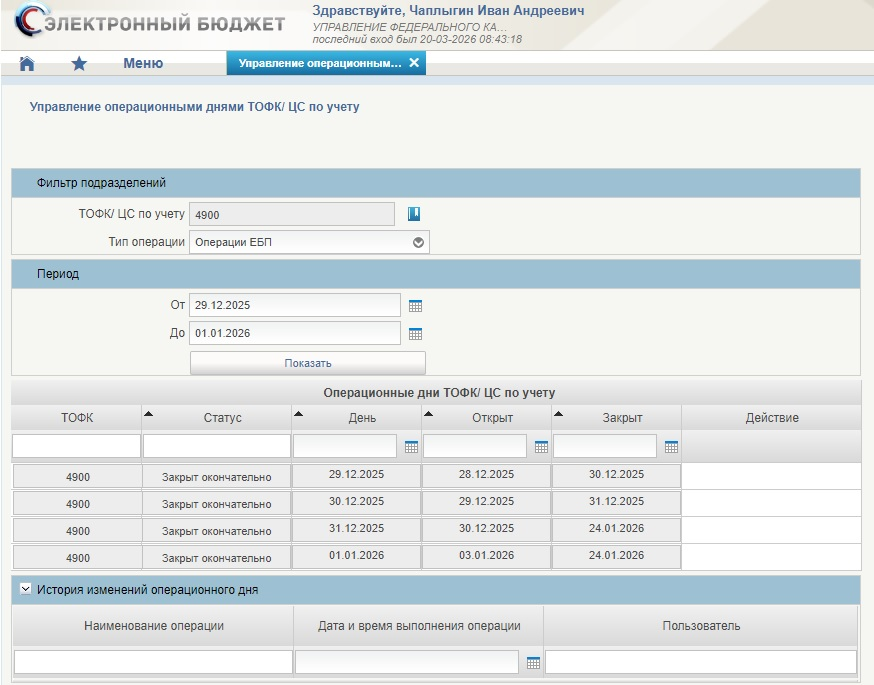 ЭЛЕКТРОННЫЙ БЮДЖЕТ
Здравствуйте, Чаплыгин Иван Андреевич
УПРАВЛЕНИЕ ФЕДЕРАЛЬНОГО КА...
последний вход был 20-03-2026 08:43:18
Меню
Управление операционным... ✕
Управление операционными днями ТОФК/ ЦС по учету
Фильтр подразделений
ТОФК/ ЦС по учету 4900
Тип операции Операции ЕБП
Период
От 29.12.2025
До 01.01.2026
Показать
Операционные дни ТОФК/ ЦС по учету
ТОФК Статус День Открыт Закрыт Действие
4900 Закрыт окончательно 29.12.2025 28.12.2025 30.12.2025
4900 Закрыт окончательно 30.12.2025 29.12.2025 31.12.2025
4900 Закрыт окончательно 31.12.2025 30.12.2025 24.01.2026
4900 Закрыт окончательно 01.01.2026 03.01.2026 24.01.2026
История изменений операционного дня
Наименование операции Дата и время выполнения операции Пользователь